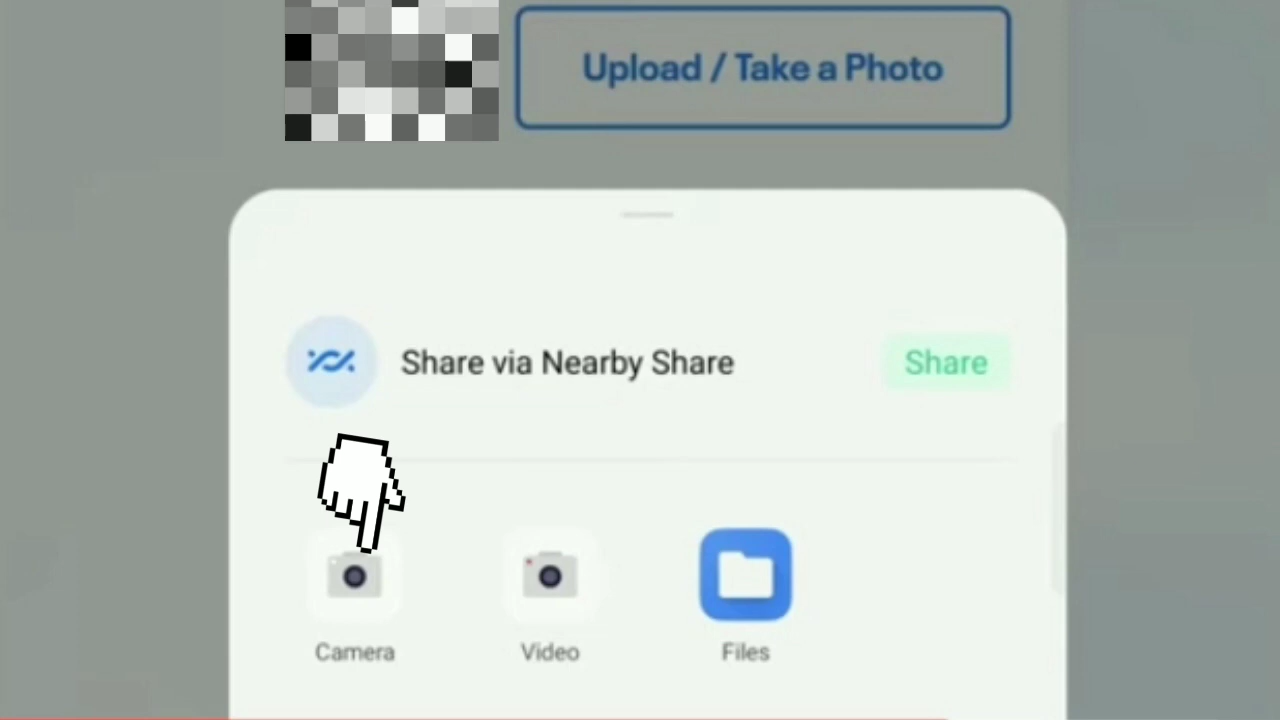 Upload / Take a Photo
Share via Nearby Share
Share
Camera
Video
Files